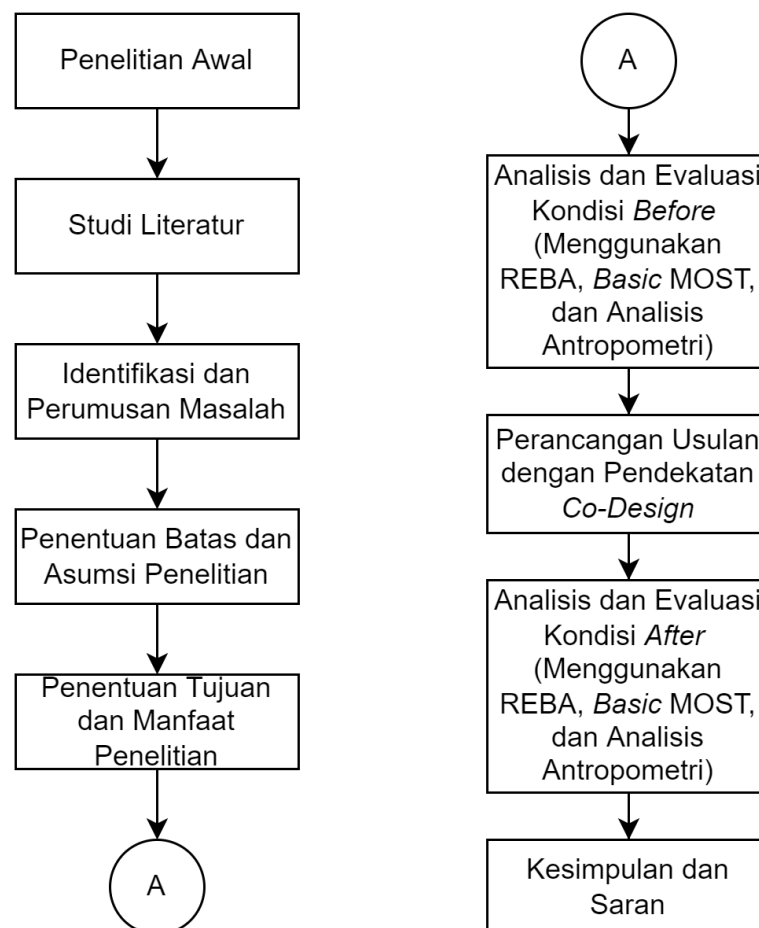 Penelitian Awal
Studi Literatur
Identifikasi dan
Perumusan Masalah
Penentuan Batas dan
Asumsi Penelitian
Penentuan Tujuan
dan Manfaat
Penelitian
A
A
Analisis dan Evaluasi
Kondisi Before
(Menggunakan
REBA, Basic MOST,
dan Analisis
Antropometri)
Perancangan Usulan
dengan Pendekatan
Co-Design
Analisis dan Evaluasi
Kondisi After
(Menggunakan
REBA, Basic MOST,
dan Analisis
Antropometri)
Kesimpulan dan
Saran